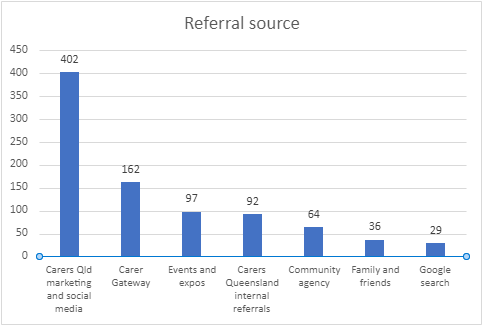 Referral source
450
400
350
300
250
200
150
100
50
0
402
162
97
92
64
36
29
Carers Qld
marketing
and social
media
Carer
Gateway
Events and
expos
Carers
Queensland
internal
referrals
Community
agency
Family and
friends
Google
search